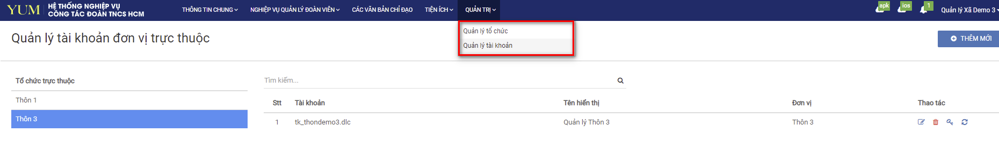 YUM
HỆ THỐNG NGHIỆP VỤ
CÔNG TÁC ĐOÀN TNCS HCM
THÔNG TIN CHUNG
NGHIỆP VỤ QUẢN LÝ ĐOÀN VIÊN
CÁC VĂN BẢN CHỈ ĐẠO
TIỆN ÍCH
QUẢN TRỊ
apk
ios
1
Quản lý Xã Demo 3
Quản lý tổ chức
Quản lý tài khoản
Quản lý tài khoản đơn vị trực thuộc
THÊM MỚI
Tổ chức trực thuộc
Thôn 1
Thôn 3
Tìm kiếm...
Stt Tài khoản Tên hiển thị Đơn vị Thao tác
1 tk_thondemo3.dlc Quản lý Thôn 3 Thôn 3